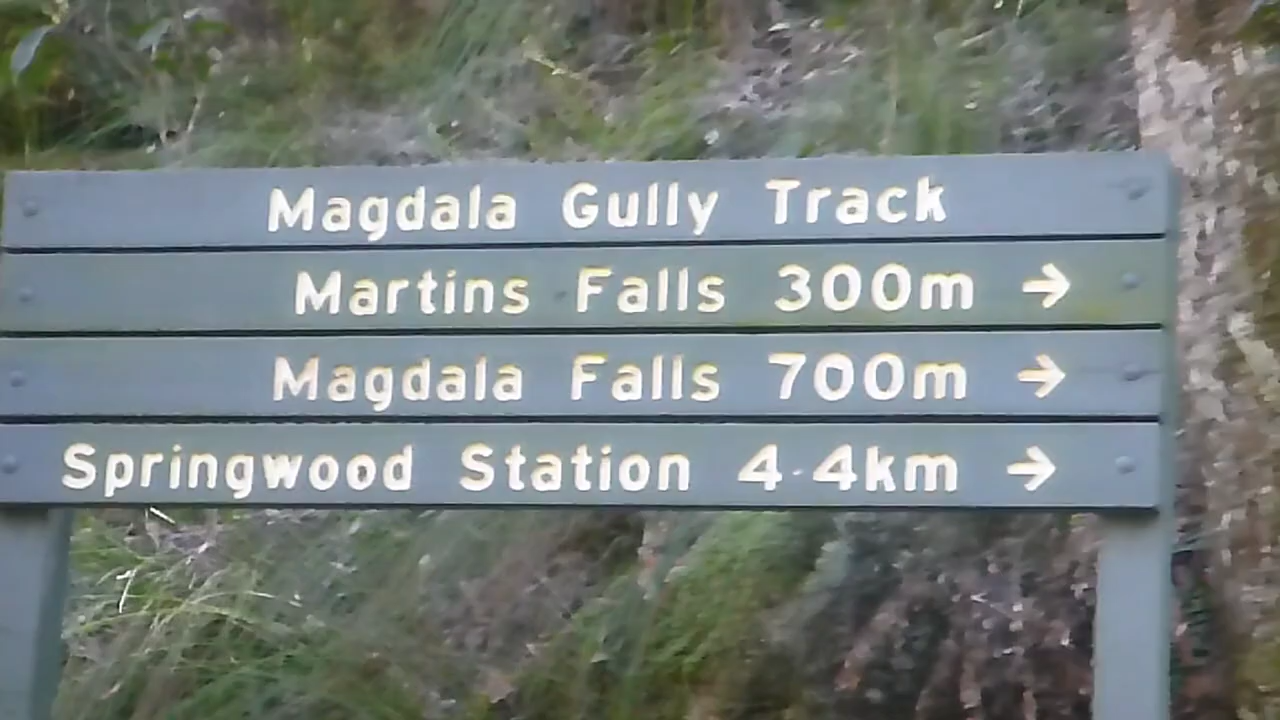 Magdala Gully Track
Martins Falls 300m →
Magdala Falls 700m →
Springwood Station 4·4km →